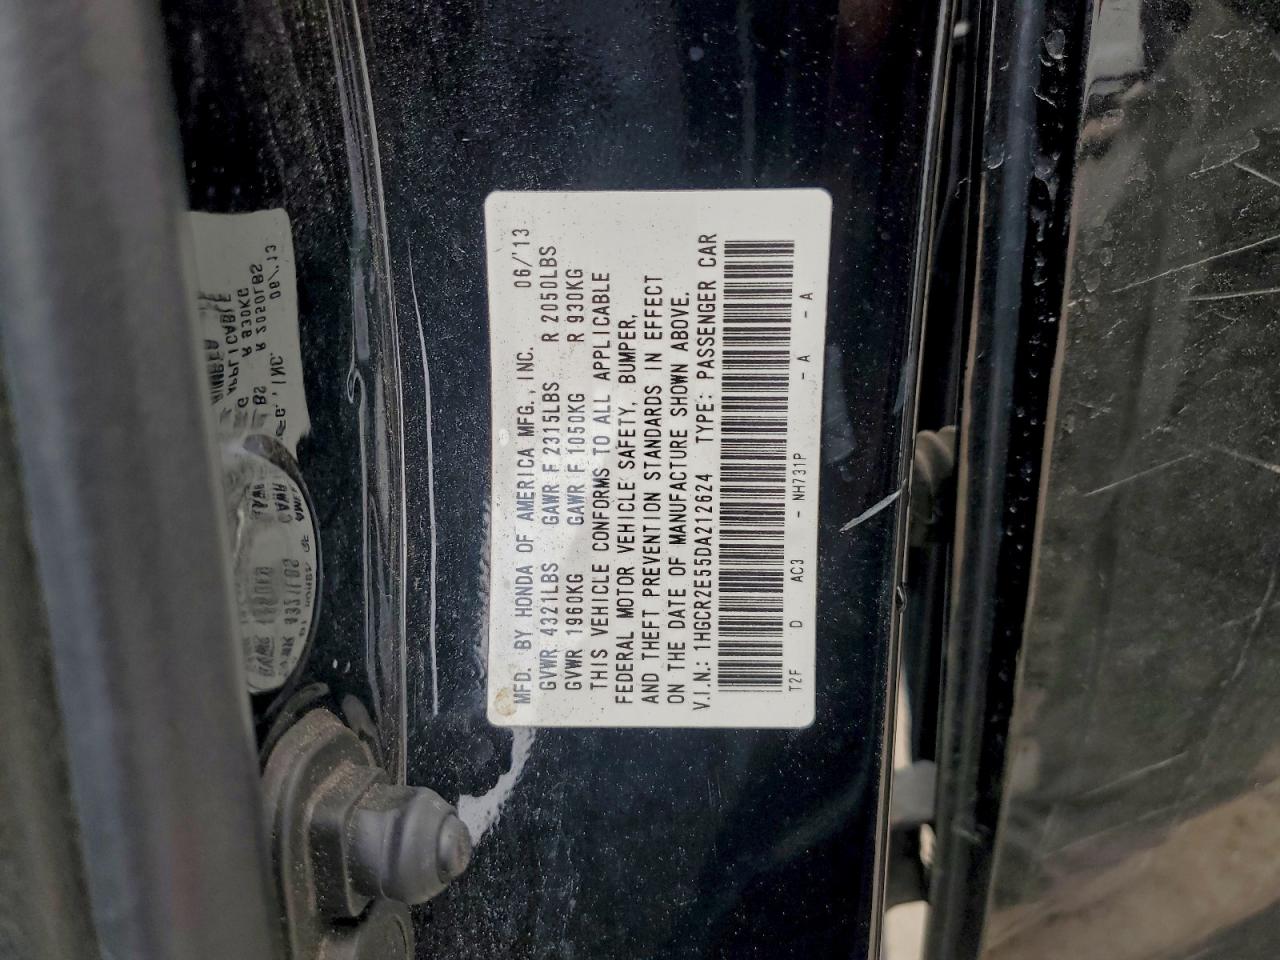 MFD. BY HONDA OF AMERICA MFG., INC. 06/'13
GVWR 4321LBS GAWR F 2315LBS R 2050LBS
GVWR 1960KG GAWR F 1050KG R 930KG
THIS VEHICLE CONFORMS TO ALL APPLICABLE
FEDERAL MOTOR VEHICLE SAFETY, BUMPER,
AND THEFT PREVENTION STANDARDS IN EFFECT
ON THE DATE OF MANUFACTURE SHOWN ABOVE.
V.I.N.: 1HGCR2E55DA212624 TYPE: PASSENGER CAR
T2F D AC3 - NH731P - A - A